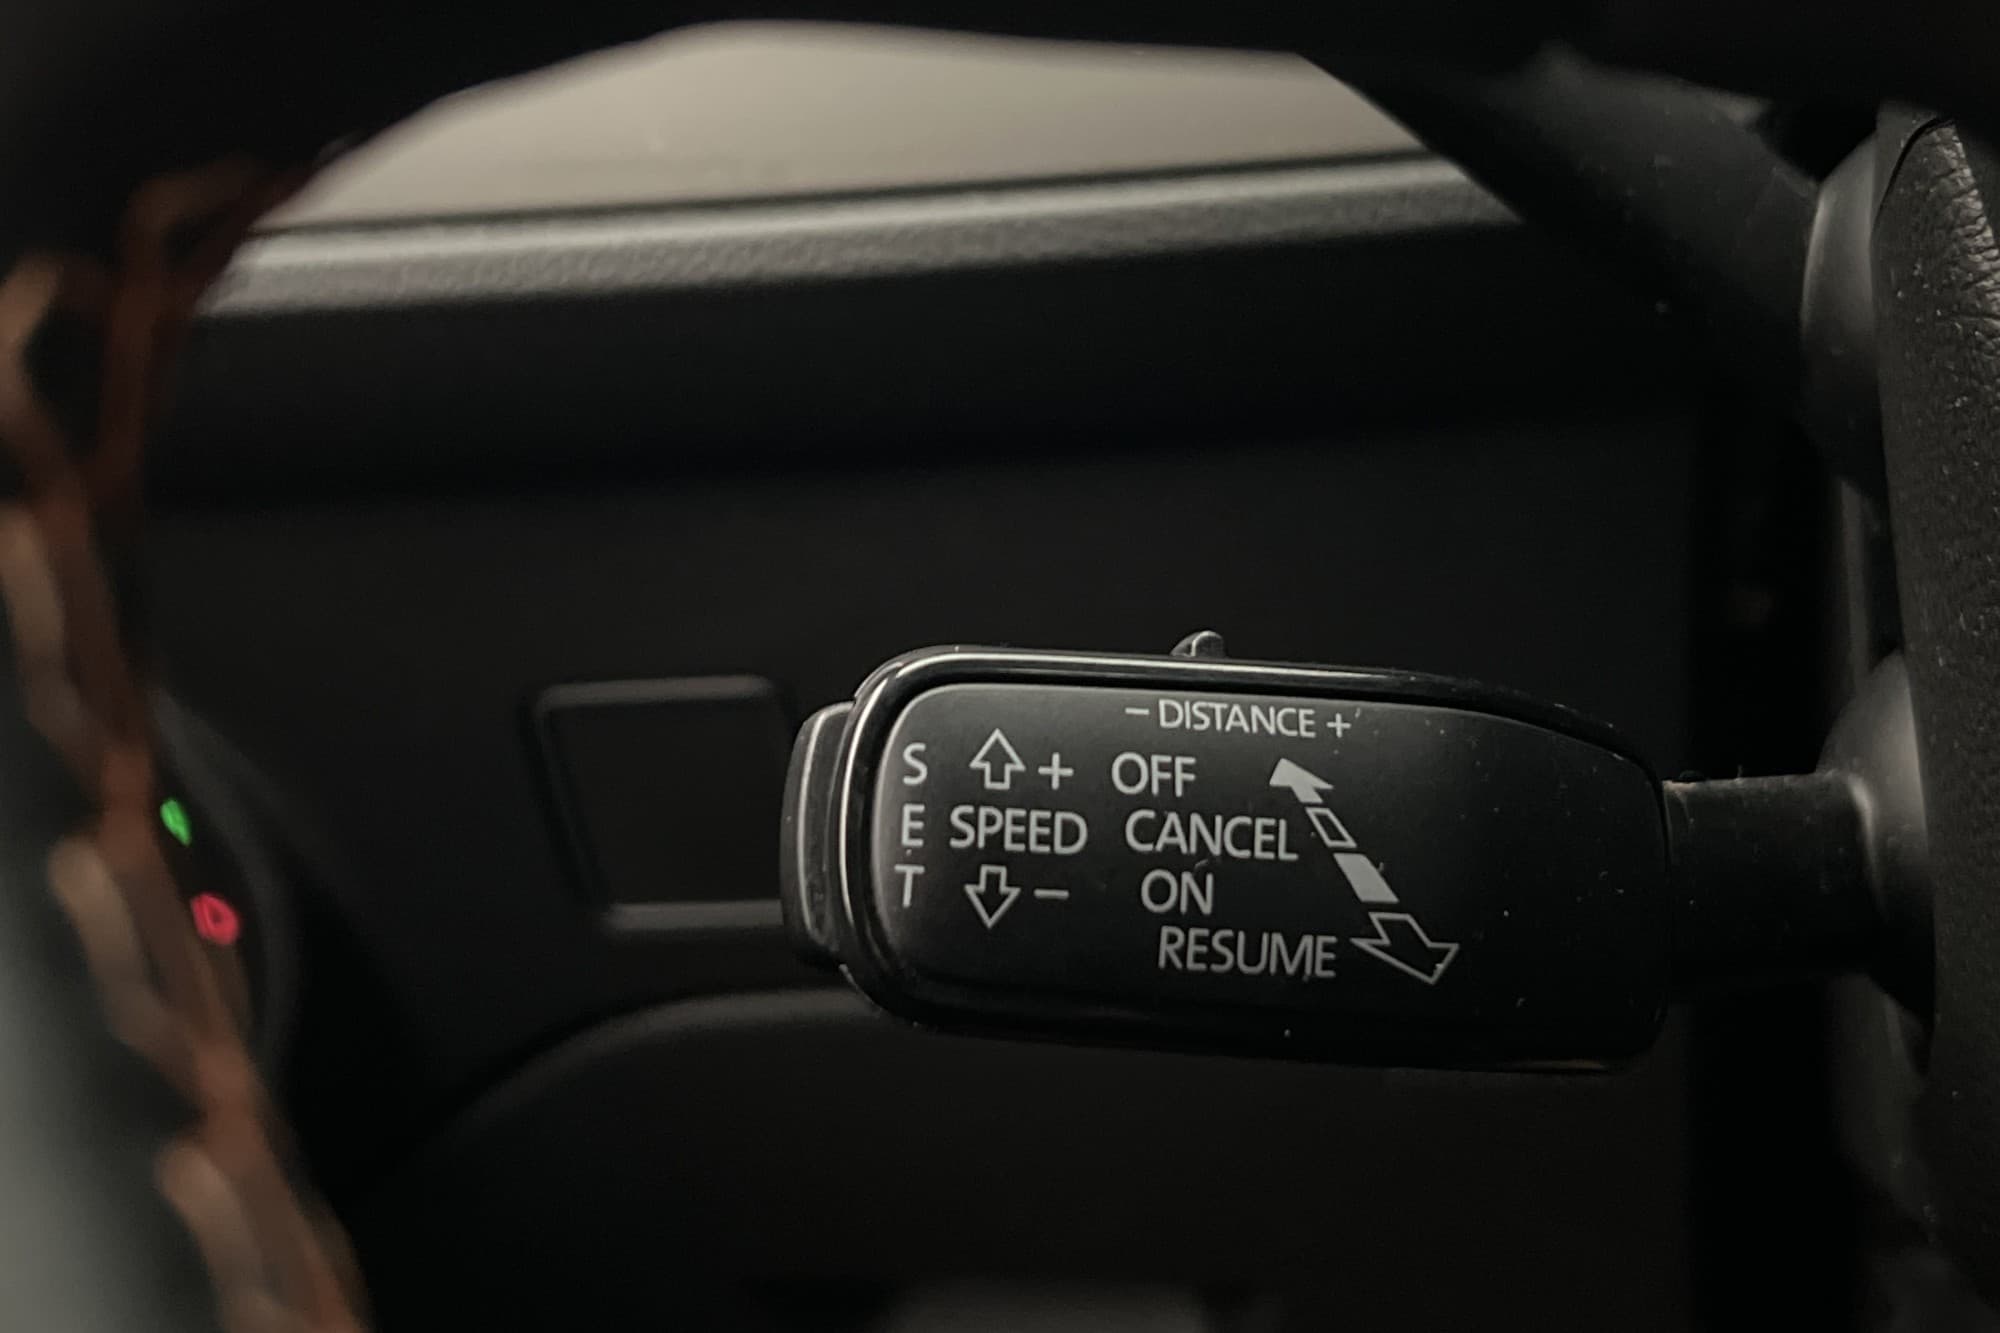 - DISTANCE +
S + OFF
E SPEED CANCEL
T - ON
RESUME